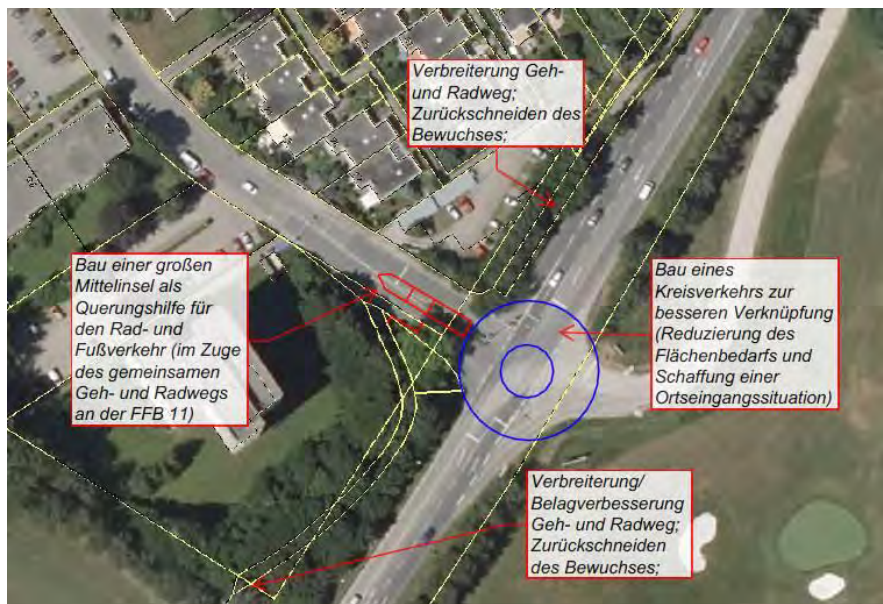 Verbreiterung Geh-
und Radweg;
Zurückschneiden des
Bewuchses;
Bau einer großen
Mittelinsel als
Querungshilfe für
den Rad- und
Fußverkehr (im Zuge
des gemeinsamen
Geh- und Radwegs
an der FFB 11)
Bau eines
Kreisverkehrs zur
besseren Verknüpfung
(Reduzierung des
Flächenbedarfs und
Schaffung einer
Ortseingangssituation)
Verbreiterung/
Belagverbesserung
Geh- und Radweg;
Zurückschneiden
des Bewuchses;